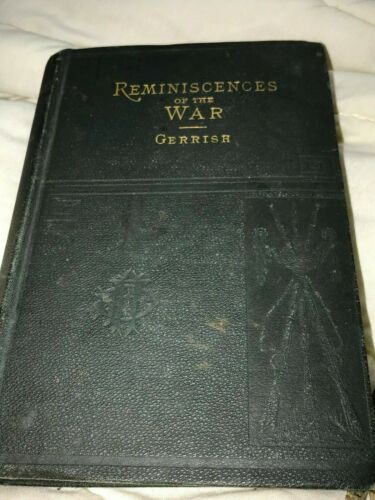 REMINISCENCES
OF THE
WAR
GERRISH